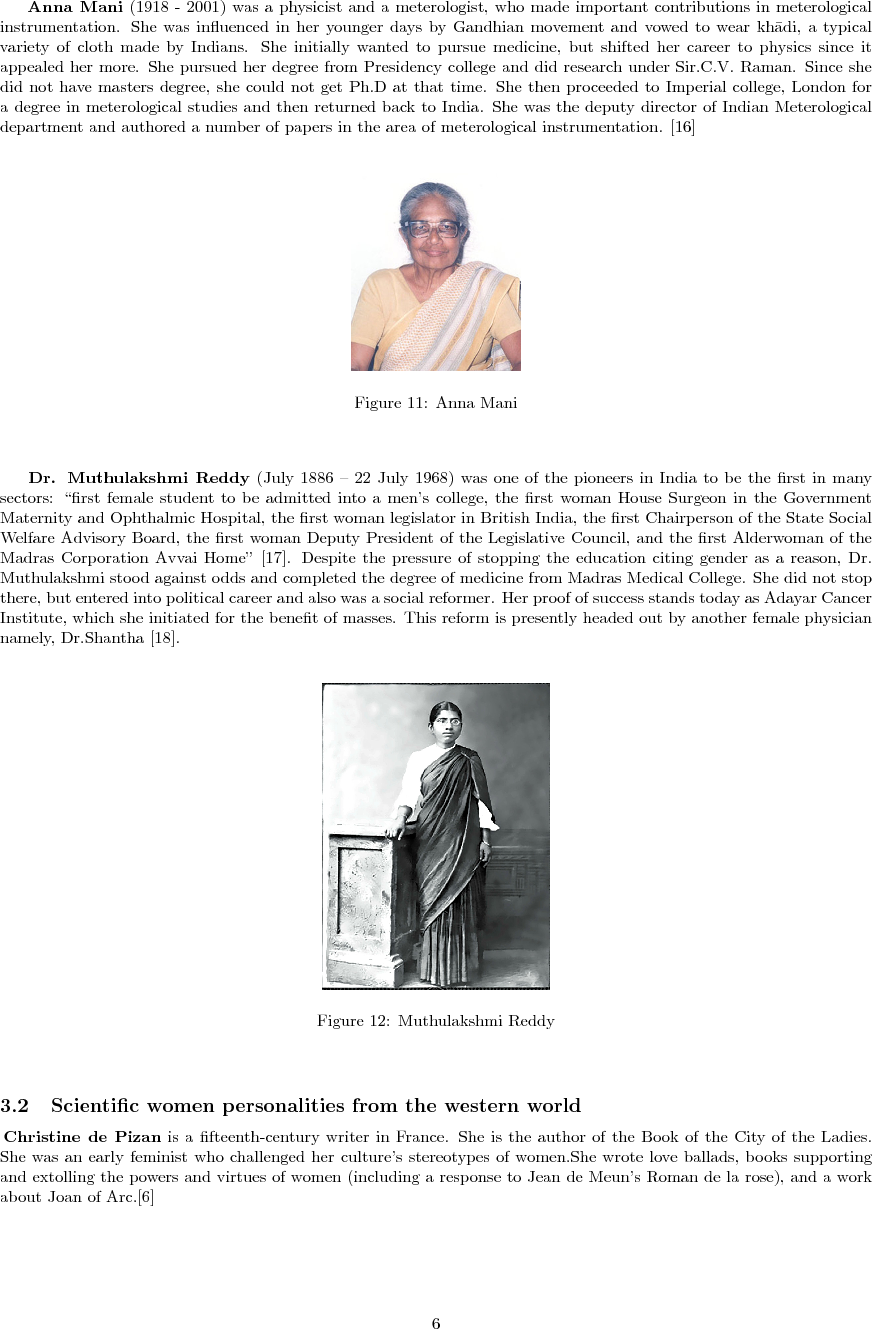 Anna Mani (1918 - 2001) was a physicist and a meterologist, who made important contributions in meterological
instrumentation. She was influenced in her younger days by Gandhian movement and vowed to wear khādi, a typical
variety of cloth made by Indians. She initially wanted to pursue medicine, but shifted her career to physics since it
appealed her more. She pursued her degree from Presidency college and did research under Sir.C.V. Raman. Since she
did not have masters degree, she could not get Ph.D at that time. She then proceeded to Imperial college, London for
a degree in meterological studies and then returned back to India. She was the deputy director of Indian Meterological
department and authored a number of papers in the area of meterological instrumentation. [16]
Figure 11: Anna Mani
Dr. Muthulakshmi Reddy (July 1886 – 22 July 1968) was one of the pioneers in India to be the first in many
sectors: “first female student to be admitted into a men’s college, the first woman House Surgeon in the Government
Maternity and Ophthalmic Hospital, the first woman legislator in British India, the first Chairperson of the State Social
Welfare Advisory Board, the first woman Deputy President of the Legislative Council, and the first Alderwoman of the
Madras Corporation Avvai Home” [17]. Despite the pressure of stopping the education citing gender as a reason, Dr.
Muthulakshmi stood against odds and completed the degree of medicine from Madras Medical College. She did not stop
there, but entered into political career and also was a social reformer. Her proof of success stands today as Adayar Cancer
Institute, which she initiated for the benefit of masses. This reform is presently headed out by another female physician
namely, Dr.Shantha [18].
Figure 12: Muthulakshmi Reddy
3.2 Scientific women personalities from the western world
Christine de Pizan is a fifteenth-century writer in France. She is the author of the Book of the City of the Ladies.
She was an early feminist who challenged her culture’s stereotypes of women.She wrote love ballads, books supporting
and extolling the powers and virtues of women (including a response to Jean de Meun’s Roman de la rose), and a work
about Joan of Arc.[6]
6